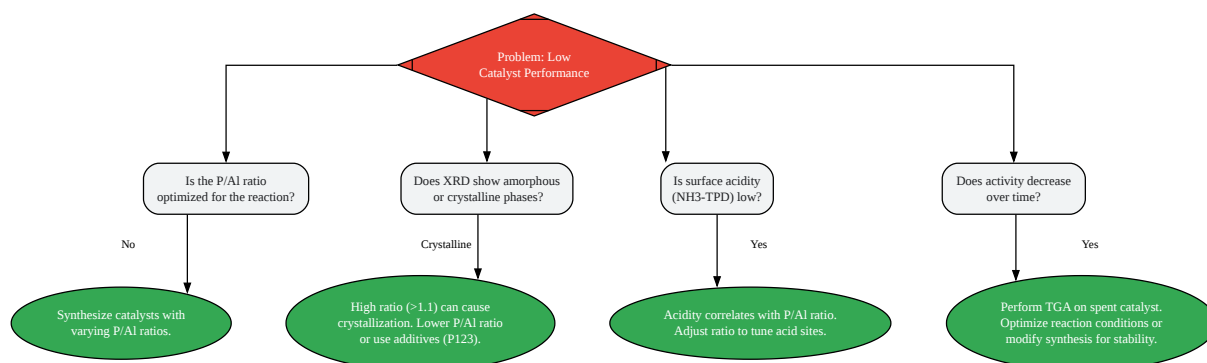 Problem: Low
Catalyst Performance
Is the P/Al ratio
optimized for the reaction?
Does XRD show amorphous
or crystalline phases?
Is surface acidity
(NH3-TPD) low?
Does activity decrease
over time?
No
Crystalline
Yes
Yes
Synthesize catalysts with
varying P/Al ratios.
High ratio (>1.1) can cause
crystallization. Lower P/Al ratio
or use additives (P123).
Acidity correlates with P/Al ratio.
Adjust ratio to tune acid sites.
Perform TGA on spent catalyst.
Optimize reaction conditions or
modify synthesis for stability.